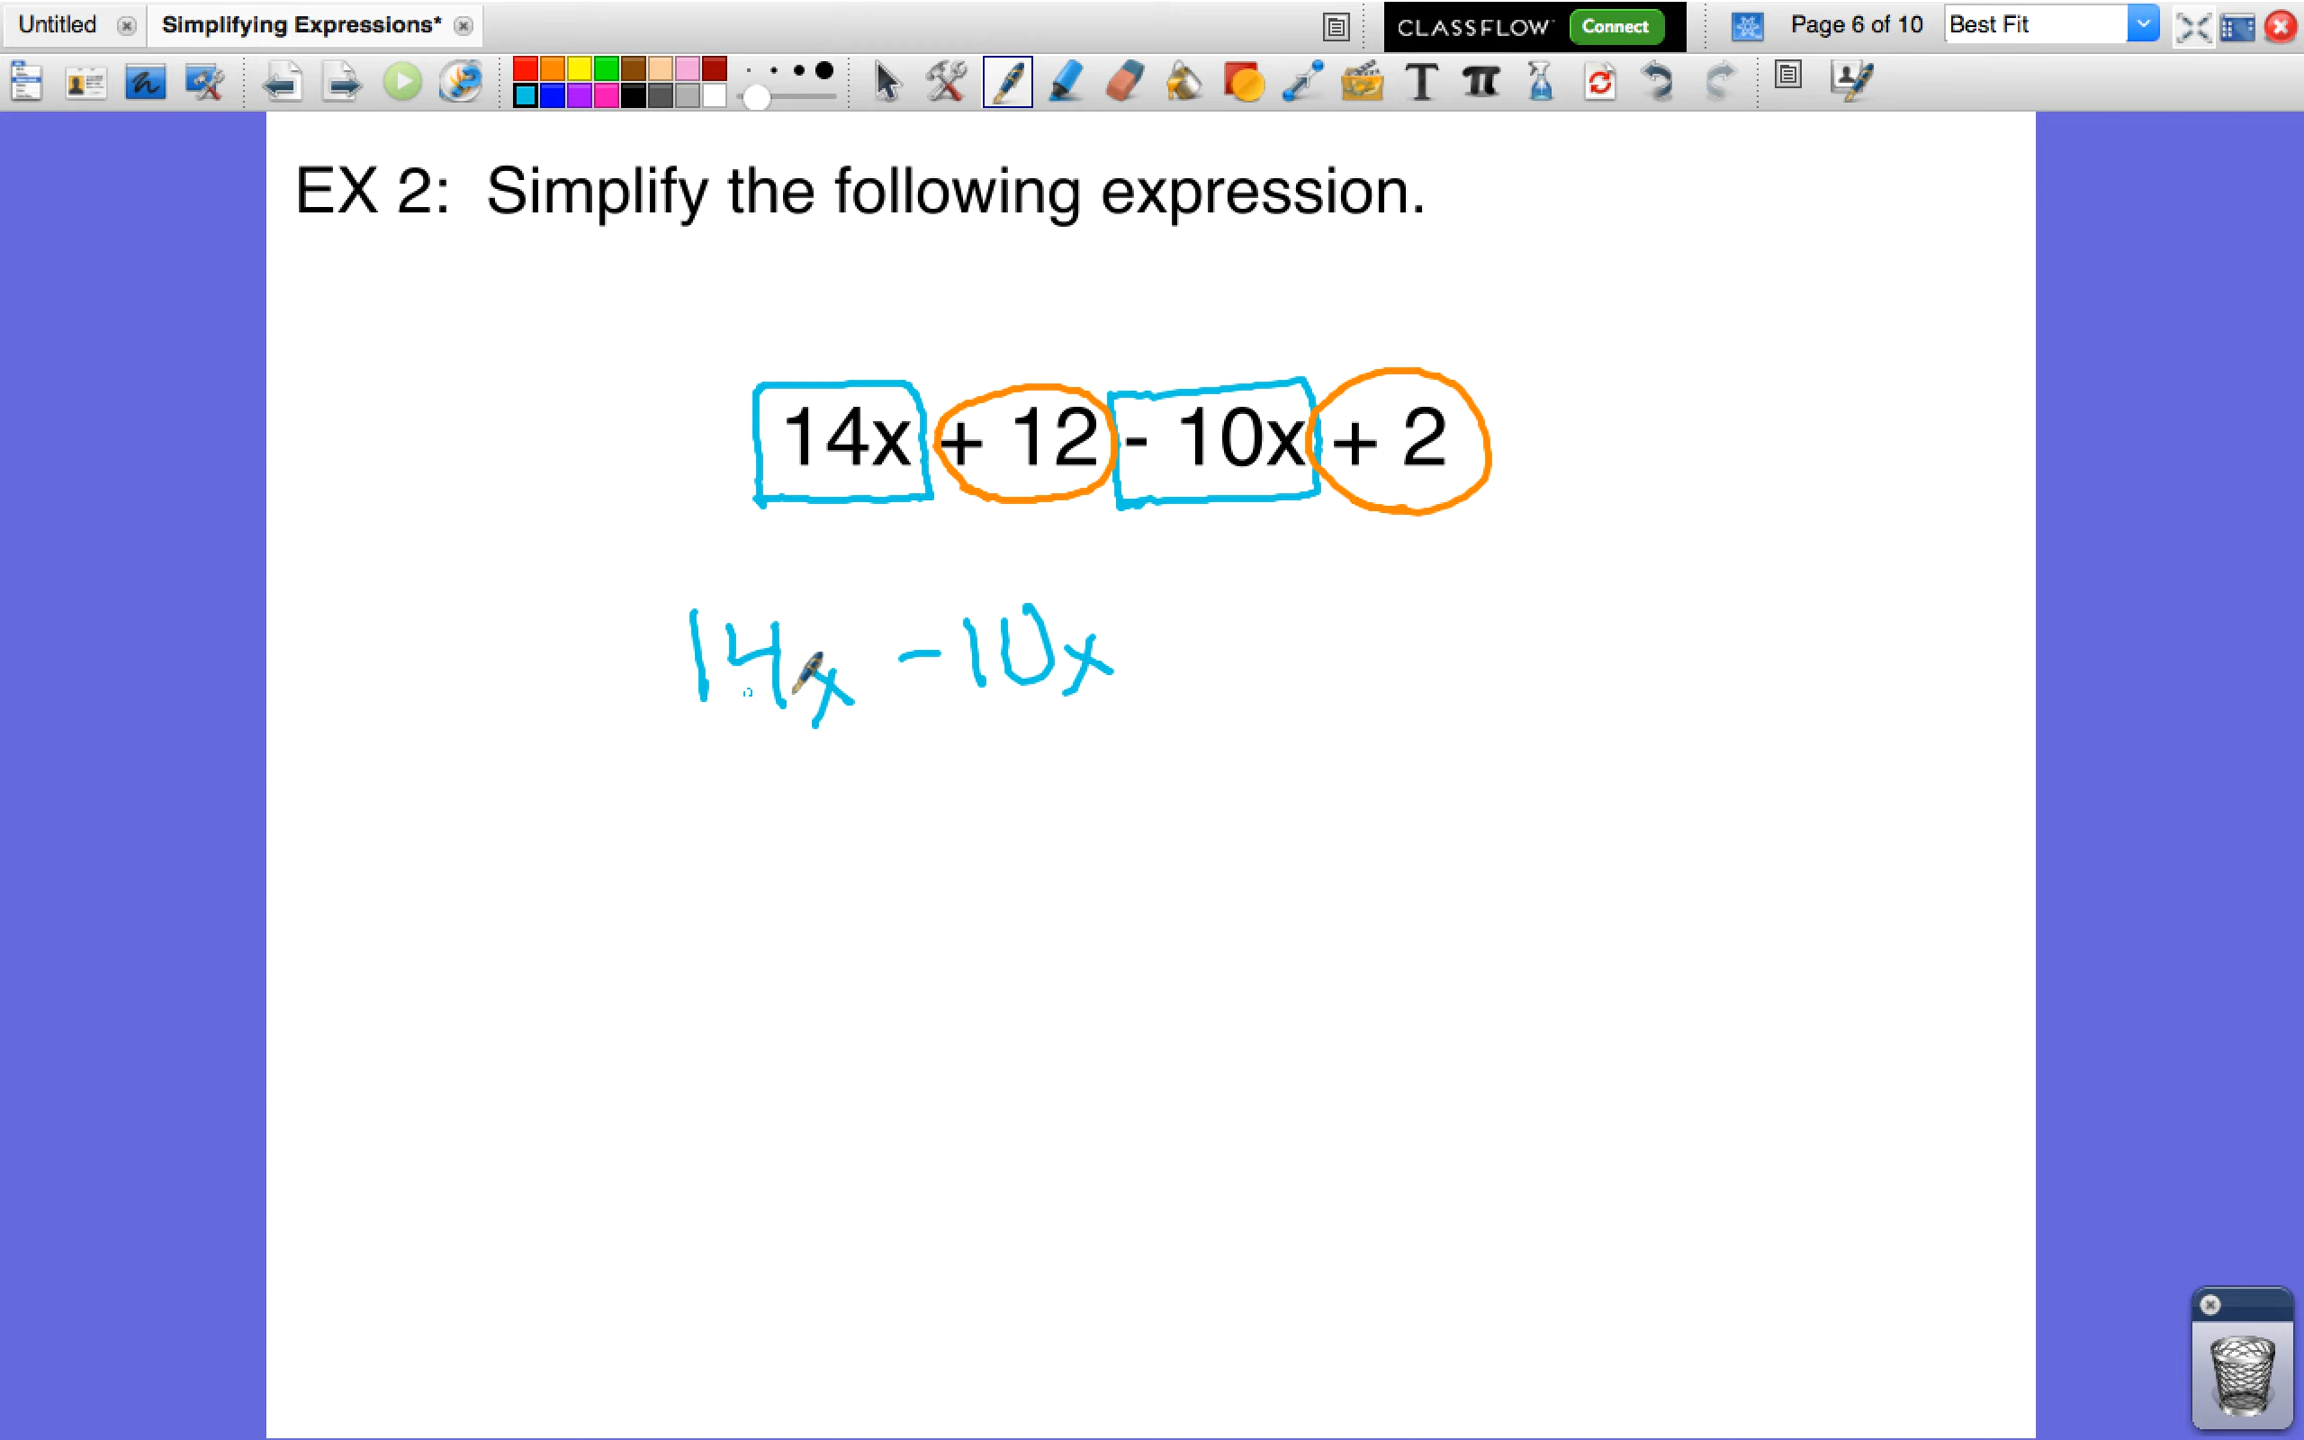 Untitled Simplifying Expressions* CLASSFLOW Connect Page 6 of 10 Best Fit
EX 2: Simplify the following expression.
14x + 12 - 10x + 2
14x -10x